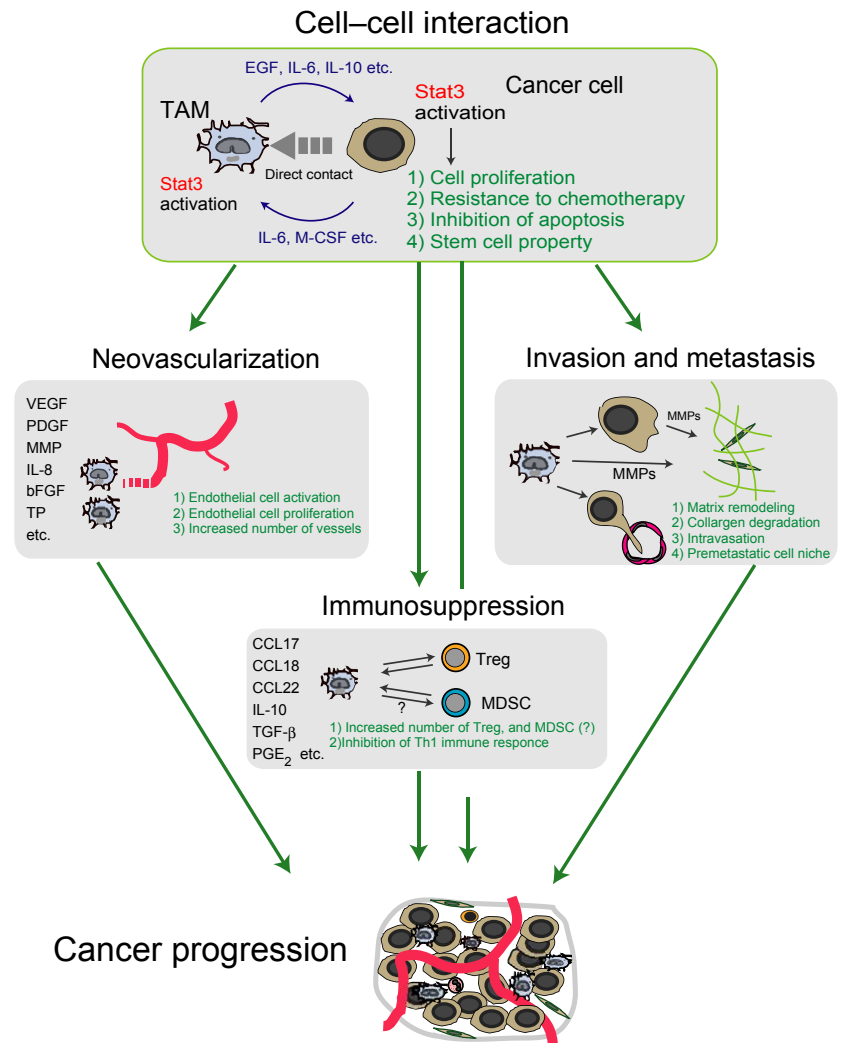 Cell–cell interaction
EGF, IL-6, IL-10 etc.
Cancer cell
Stat3
activation
TAM
Direct contact
Stat3
activation
IL-6, M-CSF etc.
1) Cell proliferation
2) Resistance to chemotherapy
3) Inhibition of apoptosis
4) Stem cell property
Neovascularization
VEGF
PDGF
MMP
IL-8
bFGF
TP
etc.
1) Endothelial cell activation
2) Endothelial cell proliferation
3) Increased number of vessels
Invasion and metastasis
MMPs
MMPs
1) Matrix remodeling
2) Collargen degradation
3) Intravasation
4) Premetastatic cell niche
Immunosuppression
CCL17
CCL18
CCL22
IL-10
TGF-β
PGE2 etc.
Treg
MDSC
?
1) Increased number of Treg, and MDSC (?)
2)Inhibition of Th1 immune responce
Cancer progression